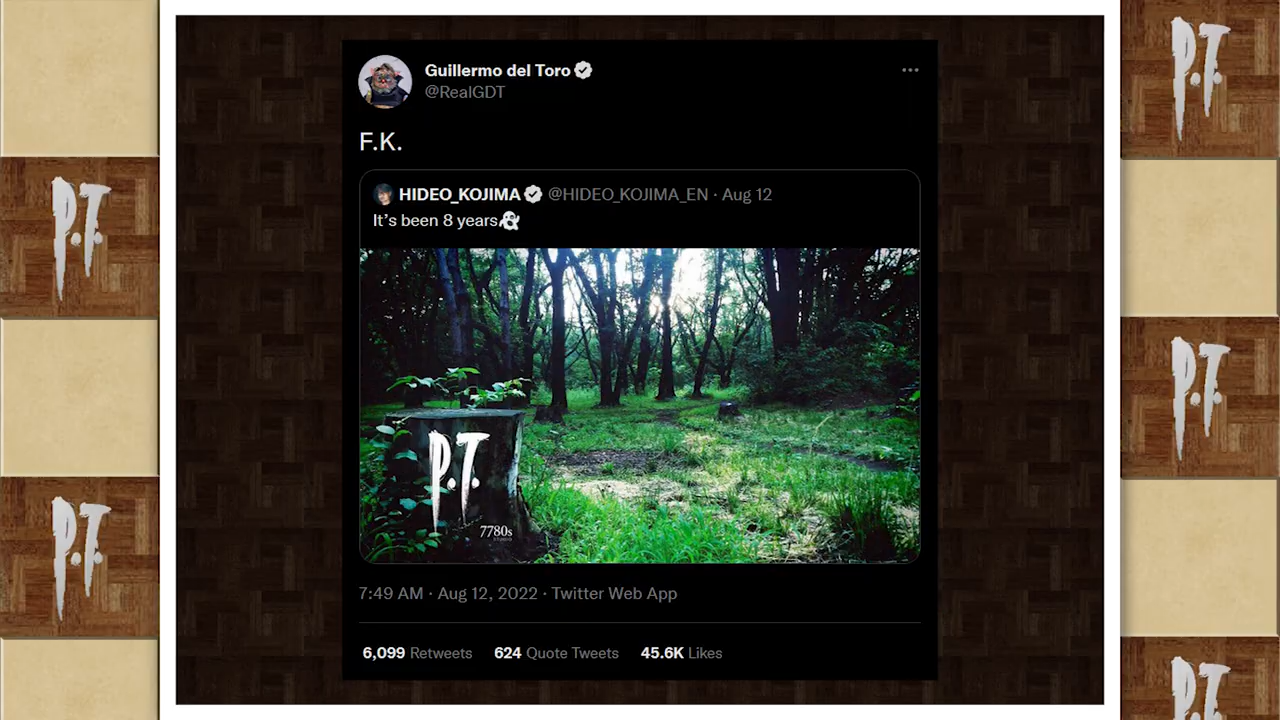 Guillermo del Toro
@RealGDT
F.K.
HIDEO_KOJIMA @HIDEO_KOJIMA_EN · Aug 12
It’s been 8 years👻
P.T.
7780s
STUDIO
7:49 AM · Aug 12, 2022 · Twitter Web App
6,099 Retweets 624 Quote Tweets 45.6K Likes
P.T.
P.T.
P.T.
P.T.
P.T.